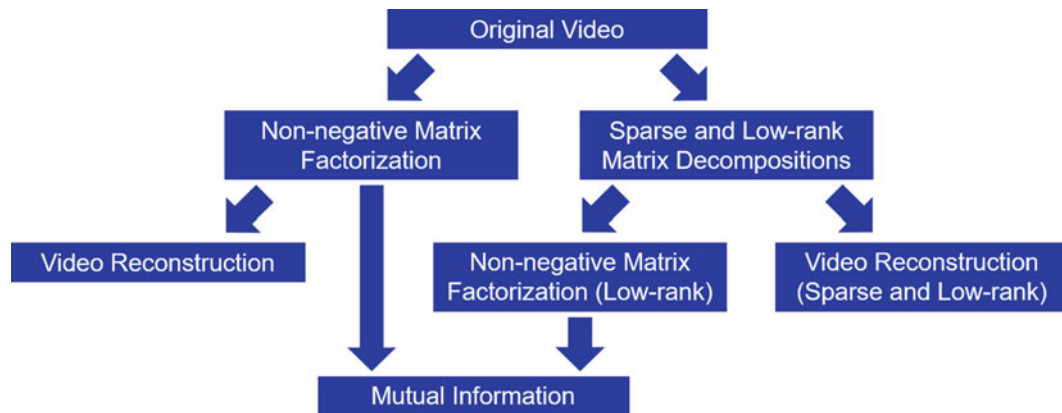 Original Video
Non-negative Matrix
Factorization
Sparse and Low-rank
Matrix Decompositions
Video Reconstruction
Non-negative Matrix
Factorization (Low-rank)
Video Reconstruction
(Sparse and Low-rank)
Mutual Information